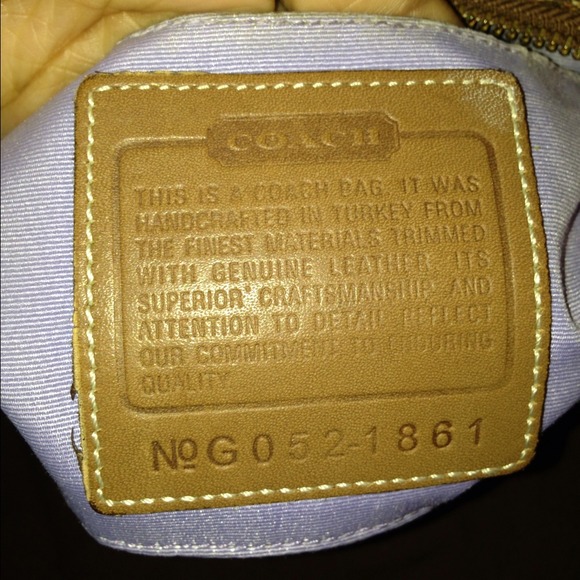 COACH
THIS IS A COACH BAG. IT WAS
HANDCRAFTED IN TURKEY FROM
THE FINEST MATERIALS TRIMMED
WITH GENUINE LEATHER. ITS
SUPERIOR CRAFTSMANSHIP AND
ATTENTION TO DETAIL REFLECT
OUR COMMITMENT TO ENDURING
QUALITY.
NºG052-1861